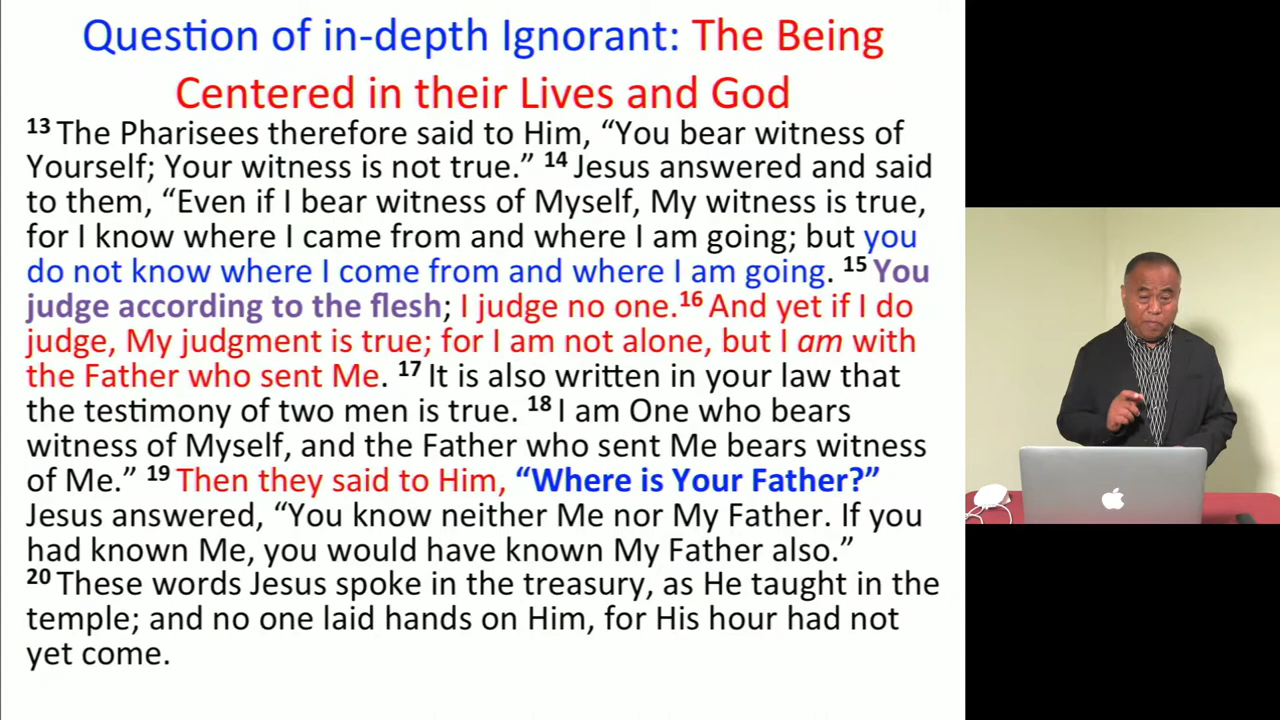 Question of in-depth Ignorant: The Being
Centered in their Lives and God
13 The Pharisees therefore said to Him, “You bear witness of
Yourself; Your witness is not true.” 14 Jesus answered and said
to them, “Even if I bear witness of Myself, My witness is true,
for I know where I came from and where I am going; but you
do not know where I come from and where I am going. 15 You
judge according to the flesh; I judge no one.16 And yet if I do
judge, My judgment is true; for I am not alone, but I am with
the Father who sent Me. 17 It is also written in your law that
the testimony of two men is true. 18 I am One who bears
witness of Myself, and the Father who sent Me bears witness
of Me.” 19 Then they said to Him, “Where is Your Father?”
Jesus answered, “You know neither Me nor My Father. If you
had known Me, you would have known My Father also.”
20 These words Jesus spoke in the treasury, as He taught in the
temple; and no one laid hands on Him, for His hour had not
yet come.